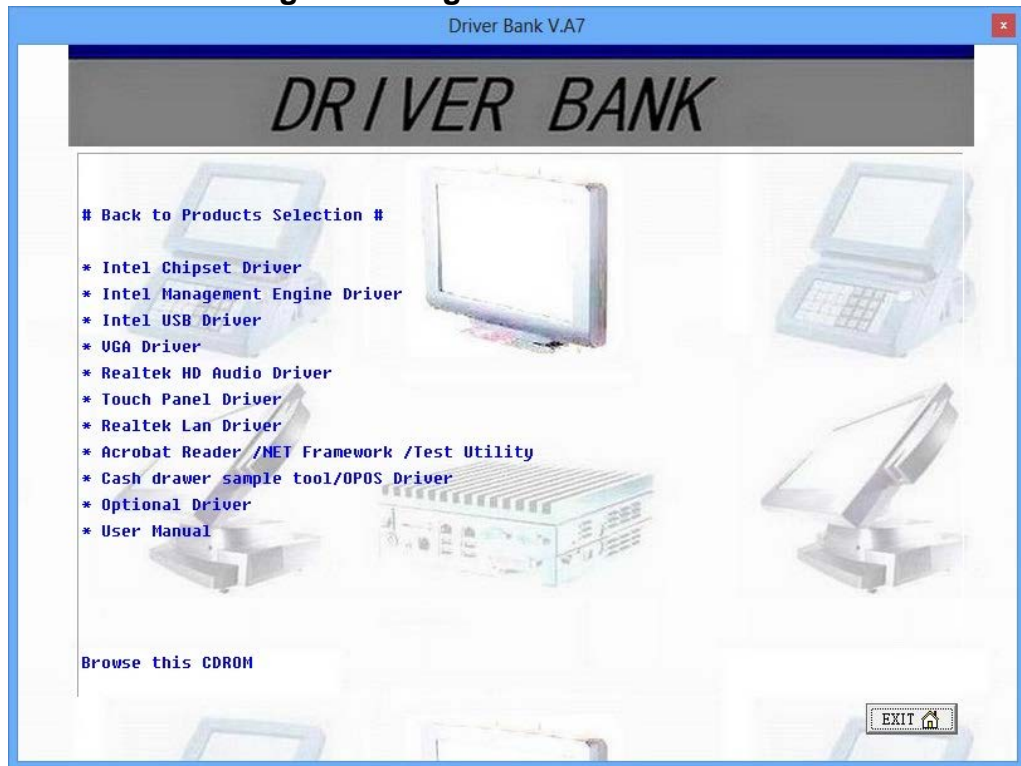 Driver Bank V.A7
x
DRIVER BANK
# Back to Products Selection #
* Intel Chipset Driver
* Intel Management Engine Driver
* Intel USB Driver
* VGA Driver
* Realtek HD Audio Driver
* Touch Panel Driver
* Realtek Lan Driver
* Acrobat Reader /NET Framework /Test Utility
* Cash drawer sample tool/OPOS Driver
* Optional Driver
* User Manual
Browse this CDROM
EXIT